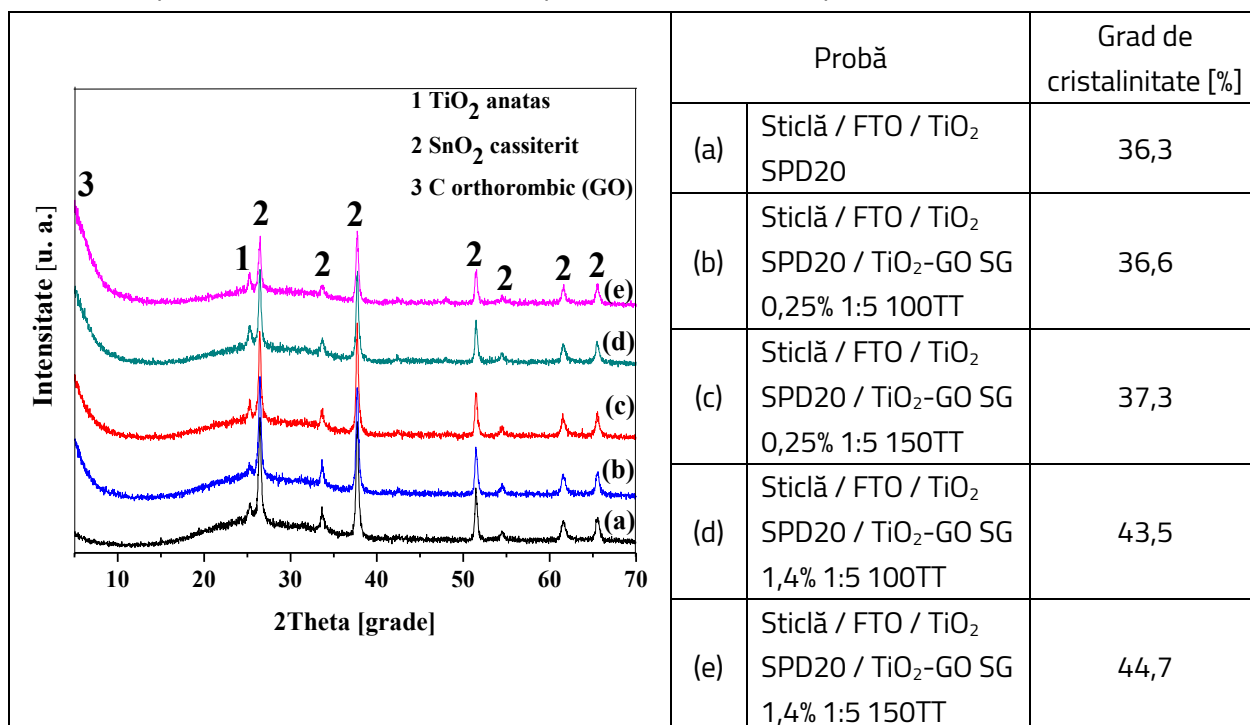 1 TiO₂ anatas
2 SnO₂ cassiterit
3 C orthorombic (GO)
3
2
2
1
2
2
2
2
2
(e)
(d)
(c)
(b)
(a)
Intensitate [u. a.]
10 20 30 40 50 60 70
2Theta [grade]
Probă
Grad de
cristalinitate [%]
(a)
Sticlă / FTO / TiO₂
SPD20
36,3
(b)
Sticlă / FTO / TiO₂
SPD20 / TiO₂-GO SG
0,25% 1:5 100TT
36,6
(c)
Sticlă / FTO / TiO₂
SPD20 / TiO₂-GO SG
0,25% 1:5 150TT
37,3
(d)
Sticlă / FTO / TiO₂
SPD20 / TiO₂-GO SG
1,4% 1:5 100TT
43,5
(e)
Sticlă / FTO / TiO₂
SPD20 / TiO₂-GO SG
1,4% 1:5 150TT
44,7